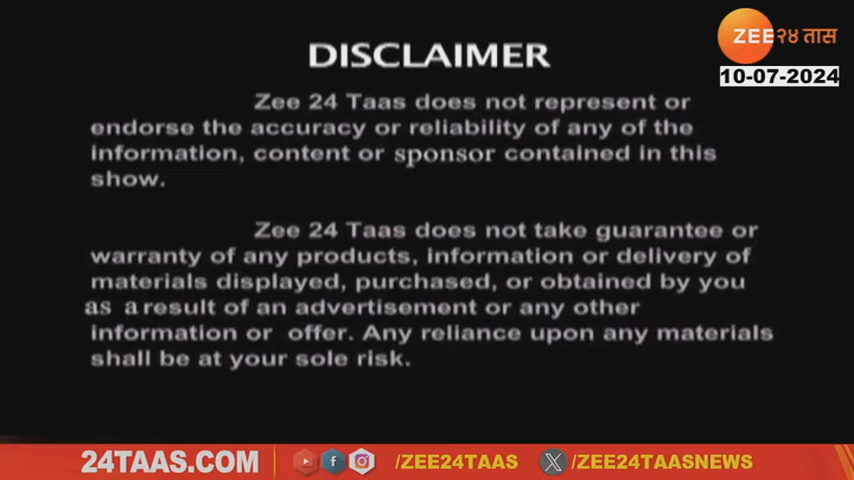 ZEE २४ तास
10-07-2024
DISCLAIMER
Zee 24 Taas does not represent or
endorse the accuracy or reliability of any of the
information, content or sponsor contained in this
show.
Zee 24 Taas does not take guarantee or
warranty of any products, information or delivery of
materials displayed, purchased, or obtained by you
as a result of an advertisement or any other
information or offer. Any reliance upon any materials
shall be at your sole risk.
24TAAS.COM /ZEE24TAAS X /ZEE24TAASNEWS